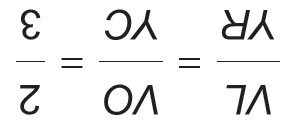 VL/YR = VO/YC = 2/3